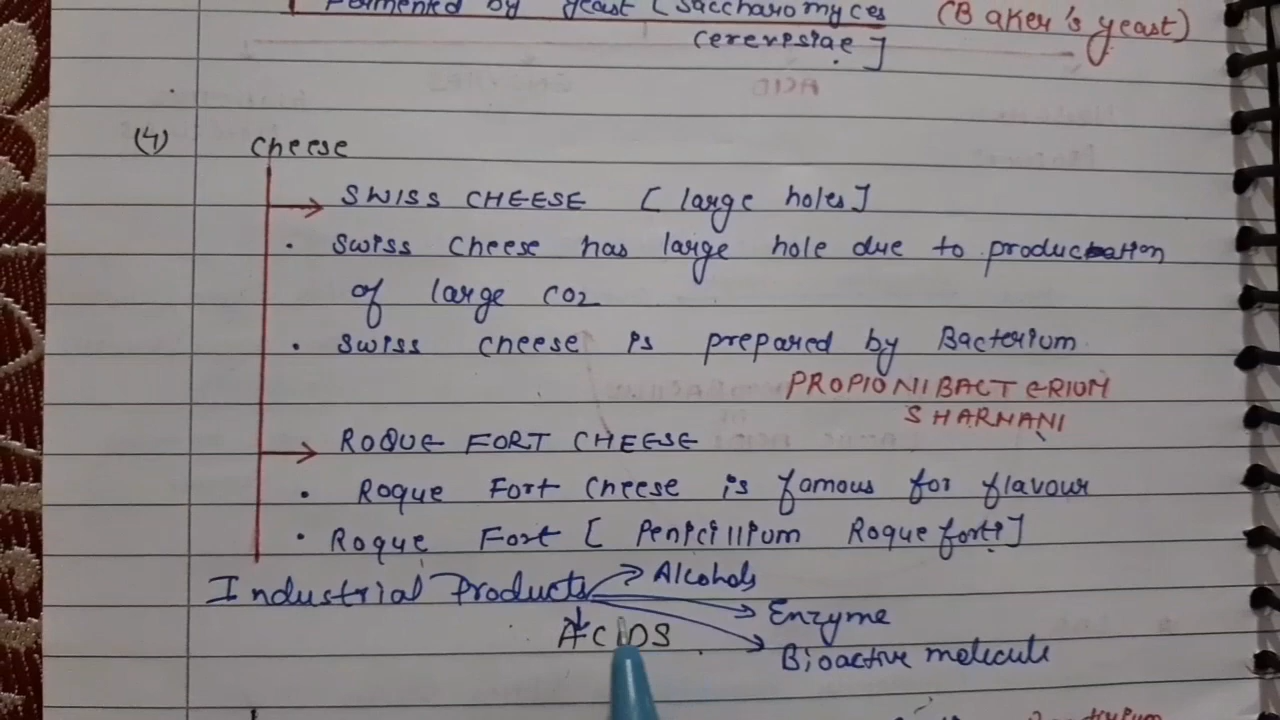 Fermented by yeast [Saccharomyces (Baker's yeast)
cerevisiae]
(4) Cheese
SWISS CHEESE [large holes]
• Swiss Cheese has large hole due to production
of large CO2
• Swiss cheese is prepared by Bacterium
PROPIONIBACTERIUM
SHARMANI
ROQUE FORT CHEESE
• Roque Fort Cheese is famous for flavour
• Roque Fort [Penicillium Roque forti]
Industrial Products Alcohols
Enzyme
ACIDS
Bioactive molecule